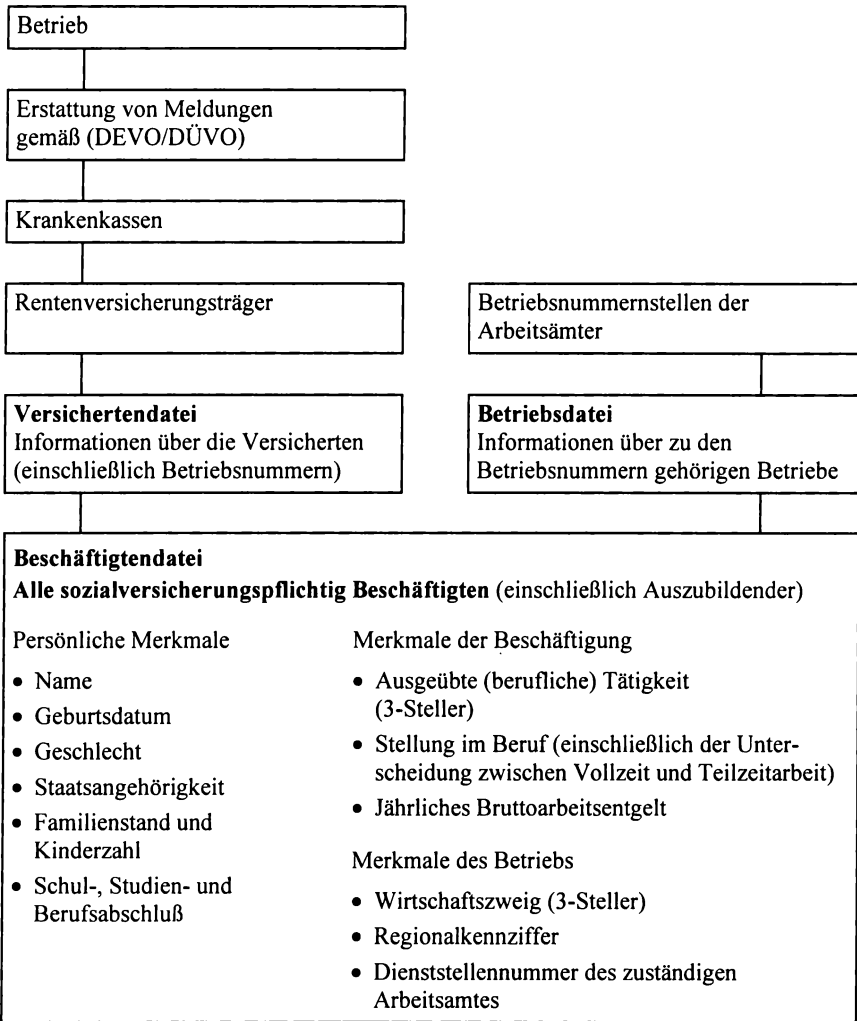 Betrieb
Erstattung von Meldungen
gemäß (DEVO/DÜVO)
Krankenkassen
Rentenversicherungsträger
Betriebsnummernstellen der
Arbeitsämter
Versichertendatei
Informationen über die Versicherten
(einschließlich Betriebsnummern)
Betriebsdatei
Informationen über zu den
Betriebsnummern gehörigen Betriebe
Beschäftigtendatei
Alle sozialversicherungspflichtig Beschäftigten (einschließlich Auszubildender)
Persönliche Merkmale
• Name
• Geburtsdatum
• Geschlecht
• Staatsangehörigkeit
• Familienstand und
Kinderzahl
• Schul-, Studien- und
Berufsabschluß
Merkmale der Beschäftigung
• Ausgeübte (berufliche) Tätigkeit
(3-Steller)
• Stellung im Beruf (einschließlich der Unter-
scheidung zwischen Vollzeit und Teilzeitarbeit)
• Jährliches Bruttoarbeitsentgelt
Merkmale des Betriebs
• Wirtschaftszweig (3-Steller)
• Regionalkennziffer
• Dienststellennummer des zuständigen
Arbeitsamtes